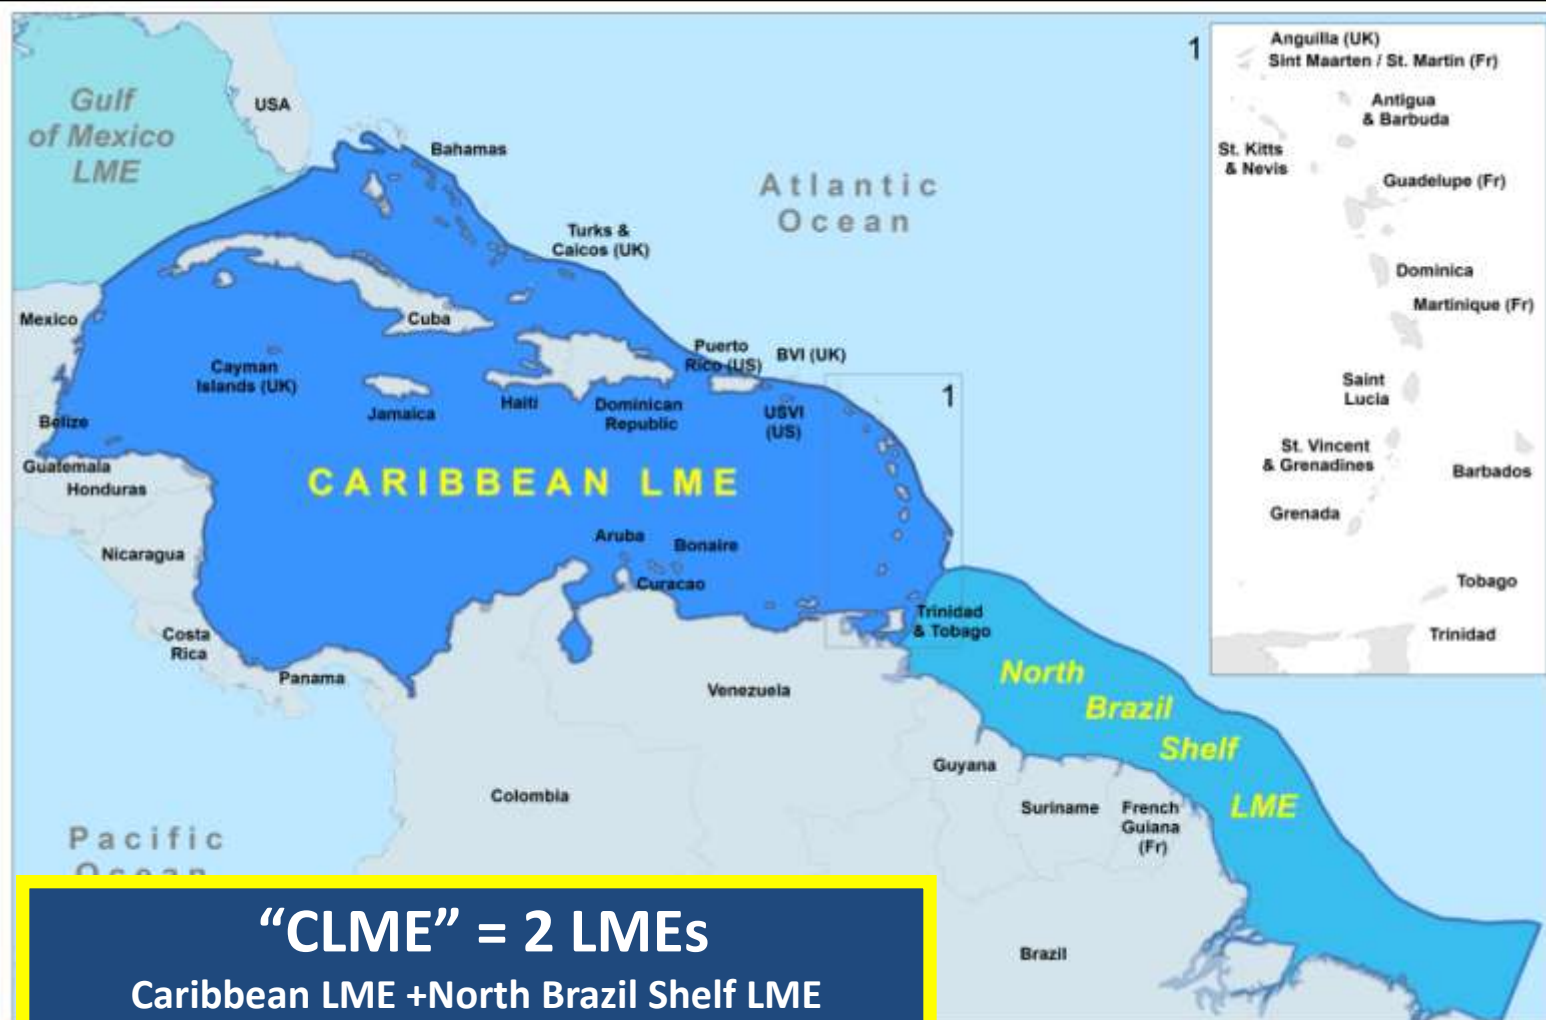 Gulf
of Mexico
LME
USA
Bahamas
Atlantic
Ocean
Turks &
Caicos (UK)
Mexico
Cuba
Puerto
Rico (US)
BVI (UK)
Cayman
Islands (UK)
Jamaica
Haiti
Dominican
Republic
USVI
(US)
1
Belize
Guatemala
Honduras
CARIBBEAN LME
Nicaragua
Aruba
Bonaire
Curacao
Costa
Rica
Panama
Trinidad
& Tobago
Venezuela
North
Brazil
Shelf
LME
Guyana
Suriname
French
Guiana
(Fr)
Colombia
Brazil
Pacific
Ocean
1
Anguilla (UK)
Sint Maarten / St. Martin (Fr)
Antigua
& Barbuda
St. Kitts
& Nevis
Guadelupe (Fr)
Dominica
Martinique (Fr)
Saint
Lucia
St. Vincent
& Grenadines
Barbados
Grenada
Tobago
Trinidad
“CLME” = 2 LMEs
Caribbean LME +North Brazil Shelf LME